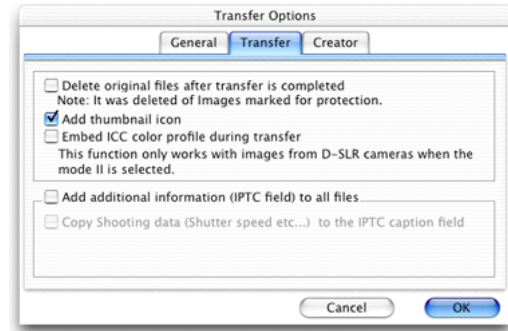 Transfer Options
General Transfer Creator
Delete original files after transfer is completed
Note: It was deleted of Images marked for protection.
Add thumbnail icon
Embed ICC color profile during transfer
This function only works with images from D-SLR cameras when the
mode II is selected.
Add additional information (IPTC field) to all files
Copy Shooting data (Shutter speed etc...) to the IPTC caption field
Cancel OK